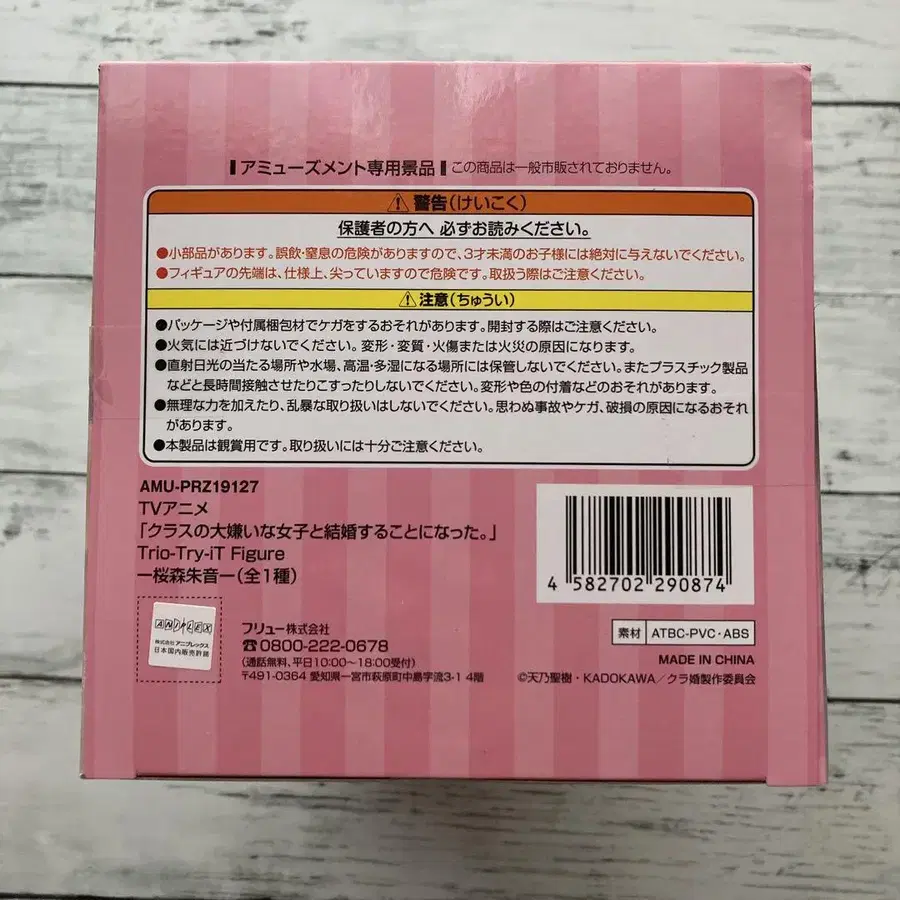 アミューズメント専用景品 この商品は一般市販されておりません。
警告(けいこく)
保護者の方へ 必ずお読みください。
●小部品があります。誤飲・窒息の危険がありますので、3才未満のお子様には絶対に与えないでください。
●フィギュアの先端は、仕様上、尖っていますので危険です。取扱う際はご注意ください。
注意(ちゅうい)
●パッケージや付属梱包材でケガをするおそれがあります。開封する際はご注意ください。
●火気には近づけないでください。変形・変質・火傷または火災の原因になります。
●直射日光の当たる場所や水場、高温・多湿になる場所には保管しないでください。またプラスチック製品
などと長時間接触させたりこすったりしないでください。変形や色の付着などのおそれがあります。
●無理な力を加えたり、乱暴な取り扱いはしないでください。思わぬ事故やケガ、破損の原因になるおそれ
があります。
●本製品は観賞用です。取り扱いには十分ご注意ください。
AMU-PRZ19127
TVアニメ
「クラスの大嫌いな女子と結婚することになった。」
Trio-Try-iT Figure
ー桜森朱音ー(全1種)
4 582702 290874
ANIPLEX
株式会社 アニプレックス
日本国内販売許諾
フリュー株式会社
☎0800-222-0678
(通話無料、平日10:00~18:00受付)
〒491-0364 愛知県一宮市萩原町中島字流3-1 4階
素材 ATBC-PVC・ABS
MADE IN CHINA
©天乃聖樹・KADOKAWA/クラ婚製作委員会